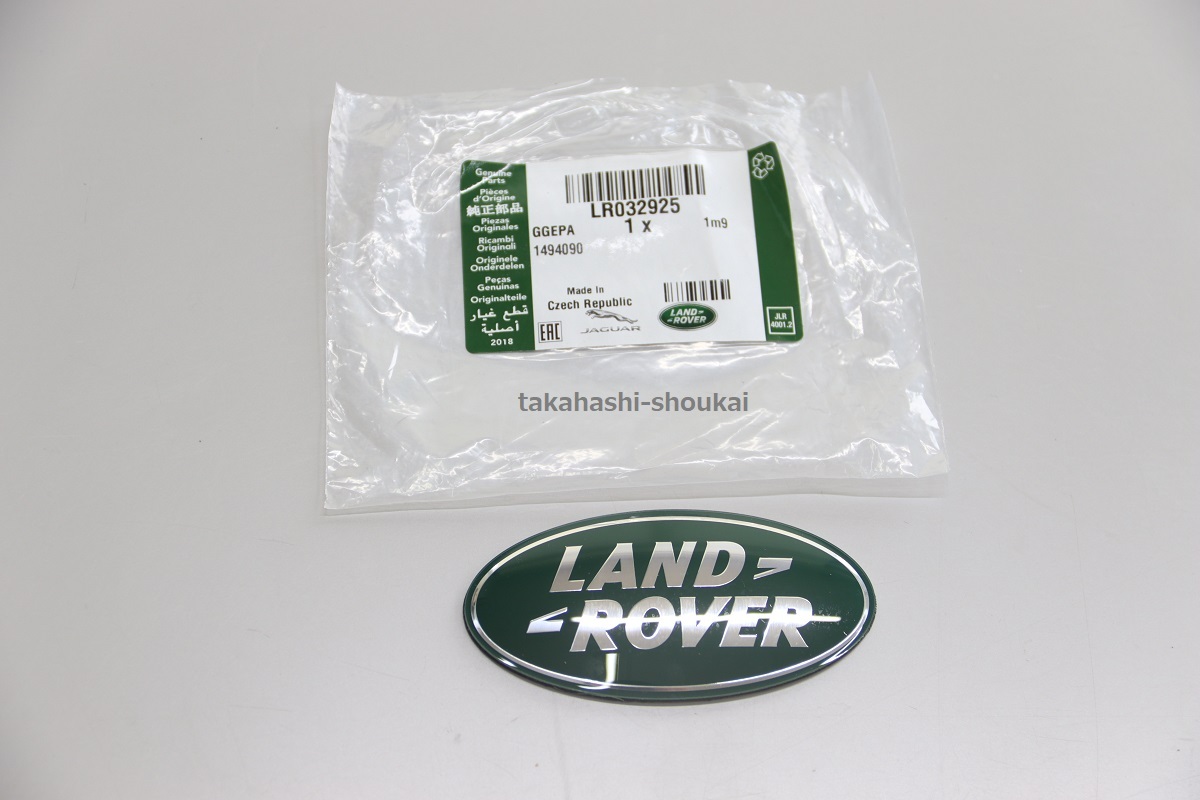 Genuine
Parts
Pièces
d'Origine
純正部品
Piezas
Originales
Ricambi
Originali
Originele
Onderdelen
Peças
Genuinas
Originalteile
قطع غيار
أصلية
2018
LR032925
1 x
1m9
GGEPA
1494090
Made In
Czech Republic
EAC
JAGUAR
LAND
ROVER
JLR
4001.2
takahashi-shoukai
LAND
ROVER